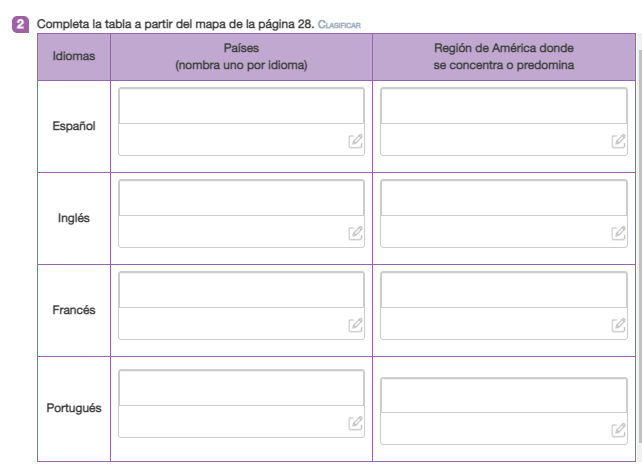 2 Completa la tabla a partir del mapa de la página 28. CLASIFICAR
Idiomas
Países
(nombra uno por idioma)
Región de América donde
se concentra o predomina
Español
Inglés
Francés
Portugués